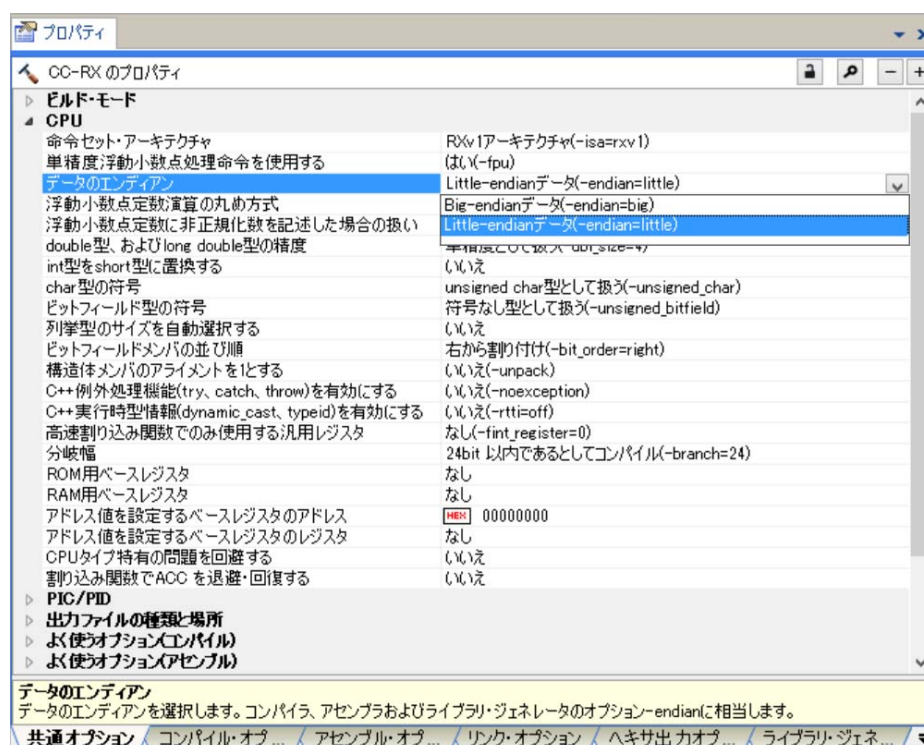 プロパティ
CC-RX のプロパティ
ビルド・モード
CPU
命令セット・アーキテクチャ RXv1アーキテクチャ(-isa=rxv1)
単精度浮動小数点処理命令を使用する はい(-fpu)
データのエンディアン Little-endianデータ(-endian=little)
浮動小数点定数演算の丸め方式 Big-endianデータ(-endian=big)
浮動小数点定数に非正規化数を記述した場合の扱い Little-endianデータ(-endian=little)
double型、およびlong double型の精度 単精度として扱う(-dbl_size=4)
int型をshort型に置換する いいえ
char型の符号 unsigned char型として扱う(-unsigned_char)
ビットフィールド型の符号 符号なし型として扱う(-unsigned_bitfield)
列挙型のサイズを自動選択する いいえ
ビットフィールドメンバの並び順 右から割り付け(-bit_order=right)
構造体メンバのアライメントを1とする いいえ(-unpack)
C++例外処理機能(try、catch、throw)を有効にする いいえ(-noexception)
C++実行時型情報(dynamic_cast、typeid)を有効にする いいえ(-rtti=off)
高速割り込み関数でのみ使用する汎用レジスタ なし(-fint_register=0)
分岐幅 24bit 以内であるとしてコンパイル(-branch=24)
ROM用ベースレジスタ なし
RAM用ベースレジスタ なし
アドレス値を設定するベースレジスタのアドレス HEX 00000000
アドレス値を設定するベースレジスタのレジスタ なし
CPUタイプ特有の問題を回避する いいえ
割り込み関数でACC を退避・回復する いいえ
PIC/PID
出力ファイルの種類と場所
よく使うオプション(コンパイル)
よく使うオプション(アセンブル)
データのエンディアン
データのエンディアンを選択します。コンパイラ、アセンブラおよびライブラリ・ジェネレータのオプション-endianに相当します。
共通オプション コンパイル・オプ... アセンブル・オプ... リンク・オプション ヘキサ出力オプ... ライブラリ・ジェネ...